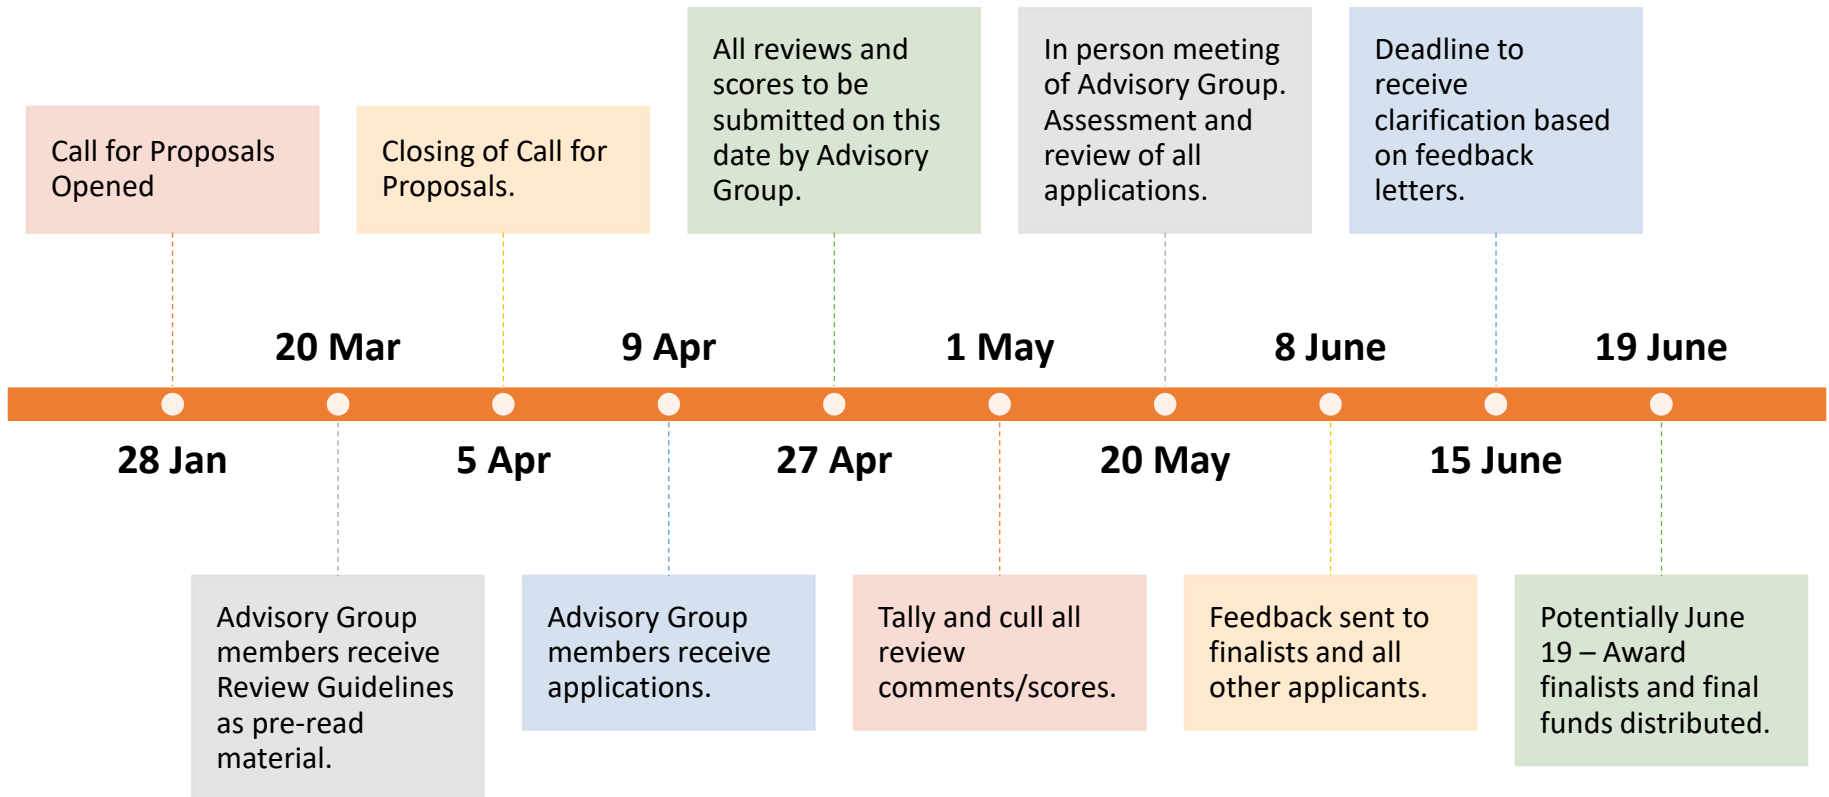 All reviews and
scores to be
submitted on this
date by Advisory
Group.
In person meeting
of Advisory Group.
Assessment and
review of all
applications.
Deadline to
receive
clarification based
on feedback
letters.
Call for Proposals
Opened
Closing of Call for
Proposals.
20 Mar
9 Apr
1 May
8 June
19 June
28 Jan
5 Apr
27 Apr
20 May
15 June
Advisory Group
members receive
Review Guidelines
as pre-read
material.
Advisory Group
members receive
applications.
Tally and cull all
review
comments/scores.
Feedback sent to
finalists and all
other applicants.
Potentially June
19 – Award
finalists and final
funds distributed.